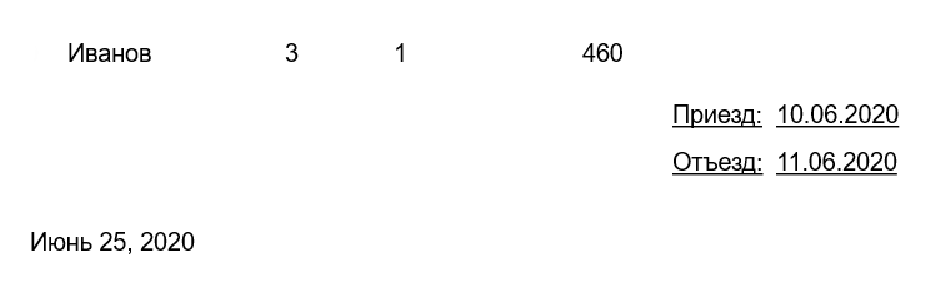 Иванов 3 1 460
Приезд: 10.06.2020
Отъезд: 11.06.2020
Июнь 25, 2020